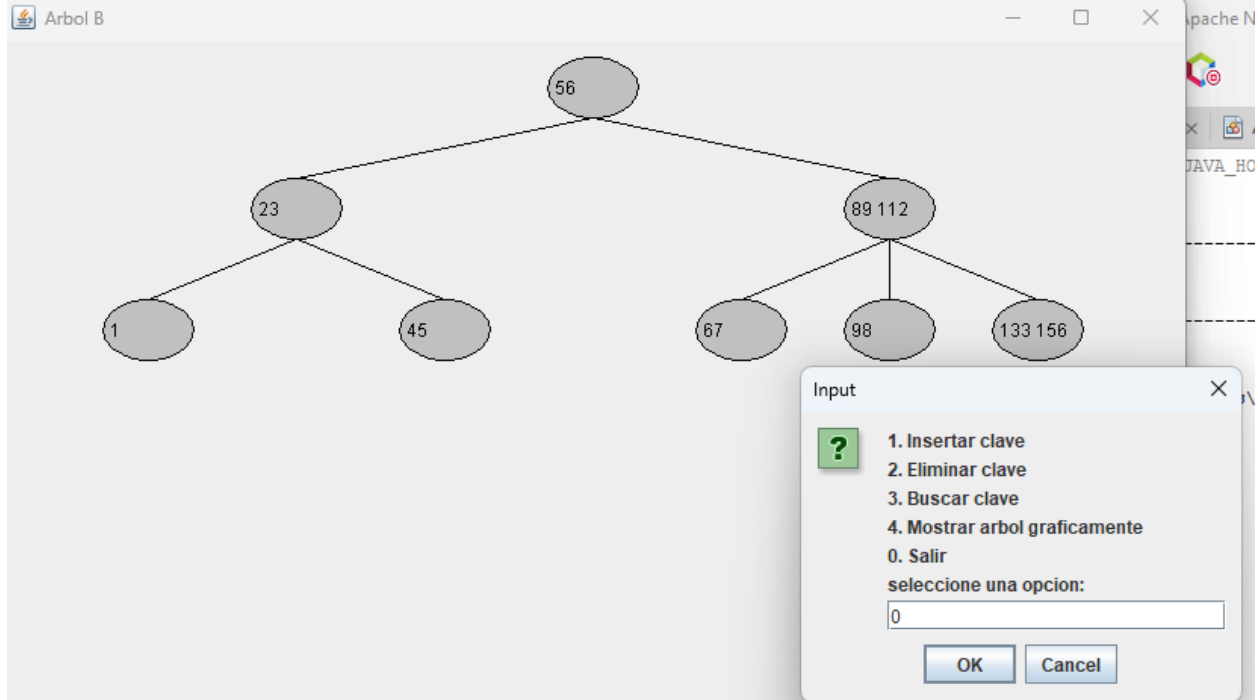 Arbol B
Apache N
56
23
89 112
JAVA_HO
1
45
67
98
133 156
Input
1. Insertar clave
2. Eliminar clave
3. Buscar clave
4. Mostrar arbol graficamente
0. Salir
seleccione una opcion:
0
OK
Cancel